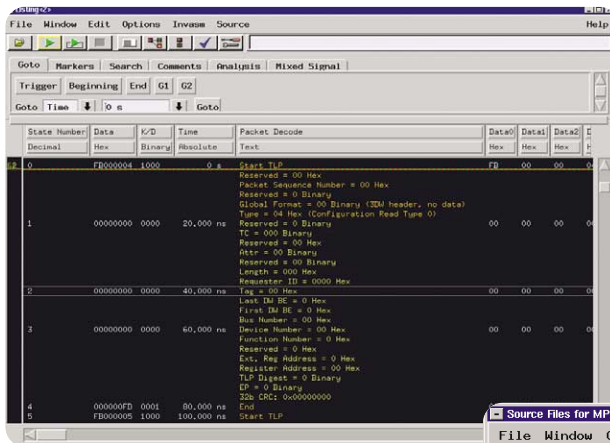 Listing<2>
File Window Edit Options Invasm Source Help
Goto Markers Search Comments Analysis Mixed Signal
Trigger Beginning End G1 G2
Goto Time 0 s Goto
State Number Data K/D Time Packet Decode Data0 Data1 Data2
Decimal Hex Binary Absolute Text Hex Hex Hex
0 FB000004 1000 0 s Start TLP FB 00 00
Reserved = 00 Hex
Packet Sequence Number = 00 Hex
Reserved = 0 Binary
Global Format = 00 Binary (3DW header, no data)
Type = 04 Hex (Configuration Read Type 0)
1 00000000 0000 20.000 ns Reserved = 0 Binary 00 00 00
TC = 000 Binary
Reserved = 00 Hex
Attr = 00 Binary
Reserved = 00 Binary
Length = 000 Hex
Requester ID = 0000 Hex
2 00000000 0000 40.000 ns Tag = 00 Hex 00 00 00
Last DW BE = 0 Hex
First DW BE = 0 Hex
Bus Number = 00 Hex
3 00000000 0000 60.000 ns Device Number = 00 Hex 00 00 00
Function Number = 0 Hex
Reserved = 0 Hex
Ext. Reg Address = 0 Hex
Register Address = 00 Hex
TLP Digest = 0 Binary
EP = 0 Binary
32b CRC: 0x00000000
4 000000FD 0001 80.000 ns End
5 FB000005 1000 100.000 ns Start TLP
Source Files for MP
File Window